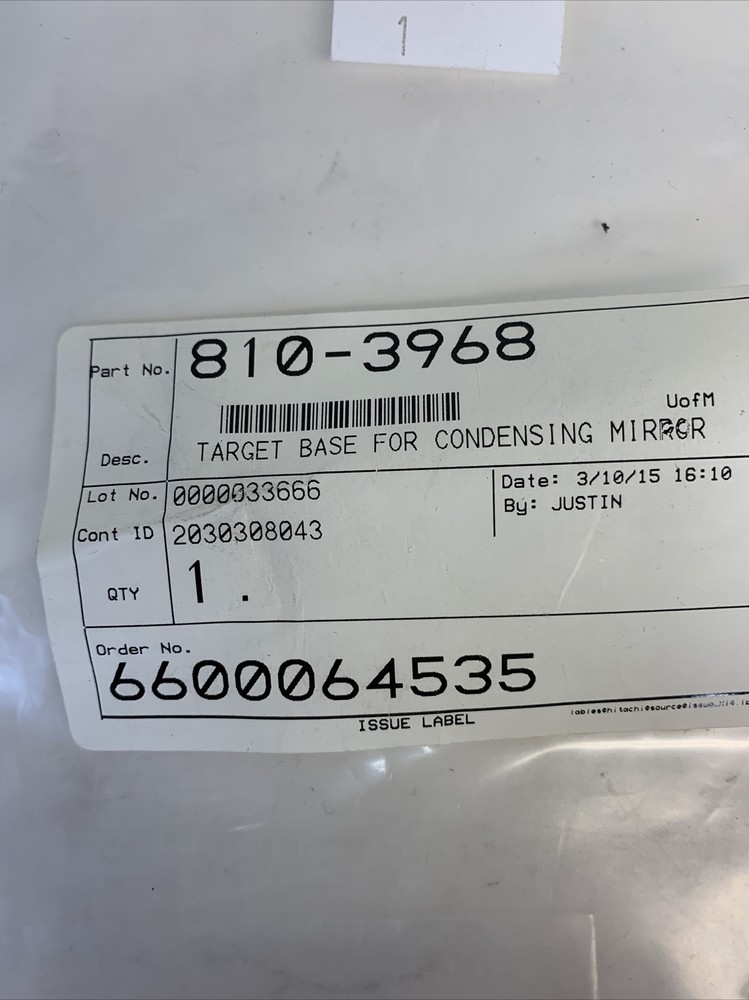 1
Part No. 810-3968
UofM
Desc. TARGET BASE FOR CONDENSING MIRROR
Lot No. 0000033666
Date: 3/10/15 16:10
By: JUSTIN
Cont ID 2030308043
QTY 1 .
Order No.
6600064535
ISSUE LABEL